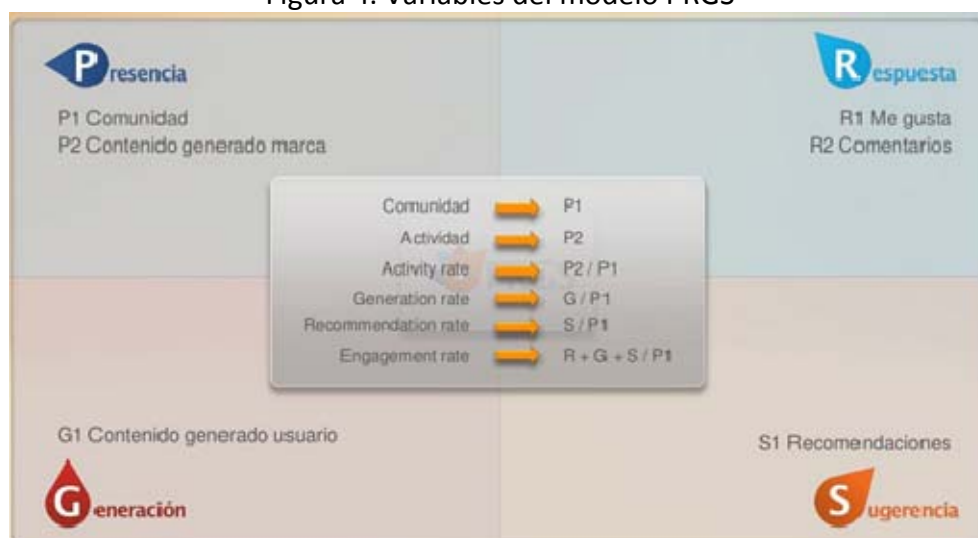 Figura 4. Variables del modelo PRGS
Presencia
P1 Comunidad
P2 Contenido generado marca
Respuesta
R1 Me gusta
R2 Comentarios
Comunidad P1
Actividad P2
Activity rate P2 / P1
Generation rate G / P1
Recommendation rate S / P1
Engagement rate R + G + S / P1
G1 Contenido generado usuario
Generación
S1 Recomendaciones
Sugerencia